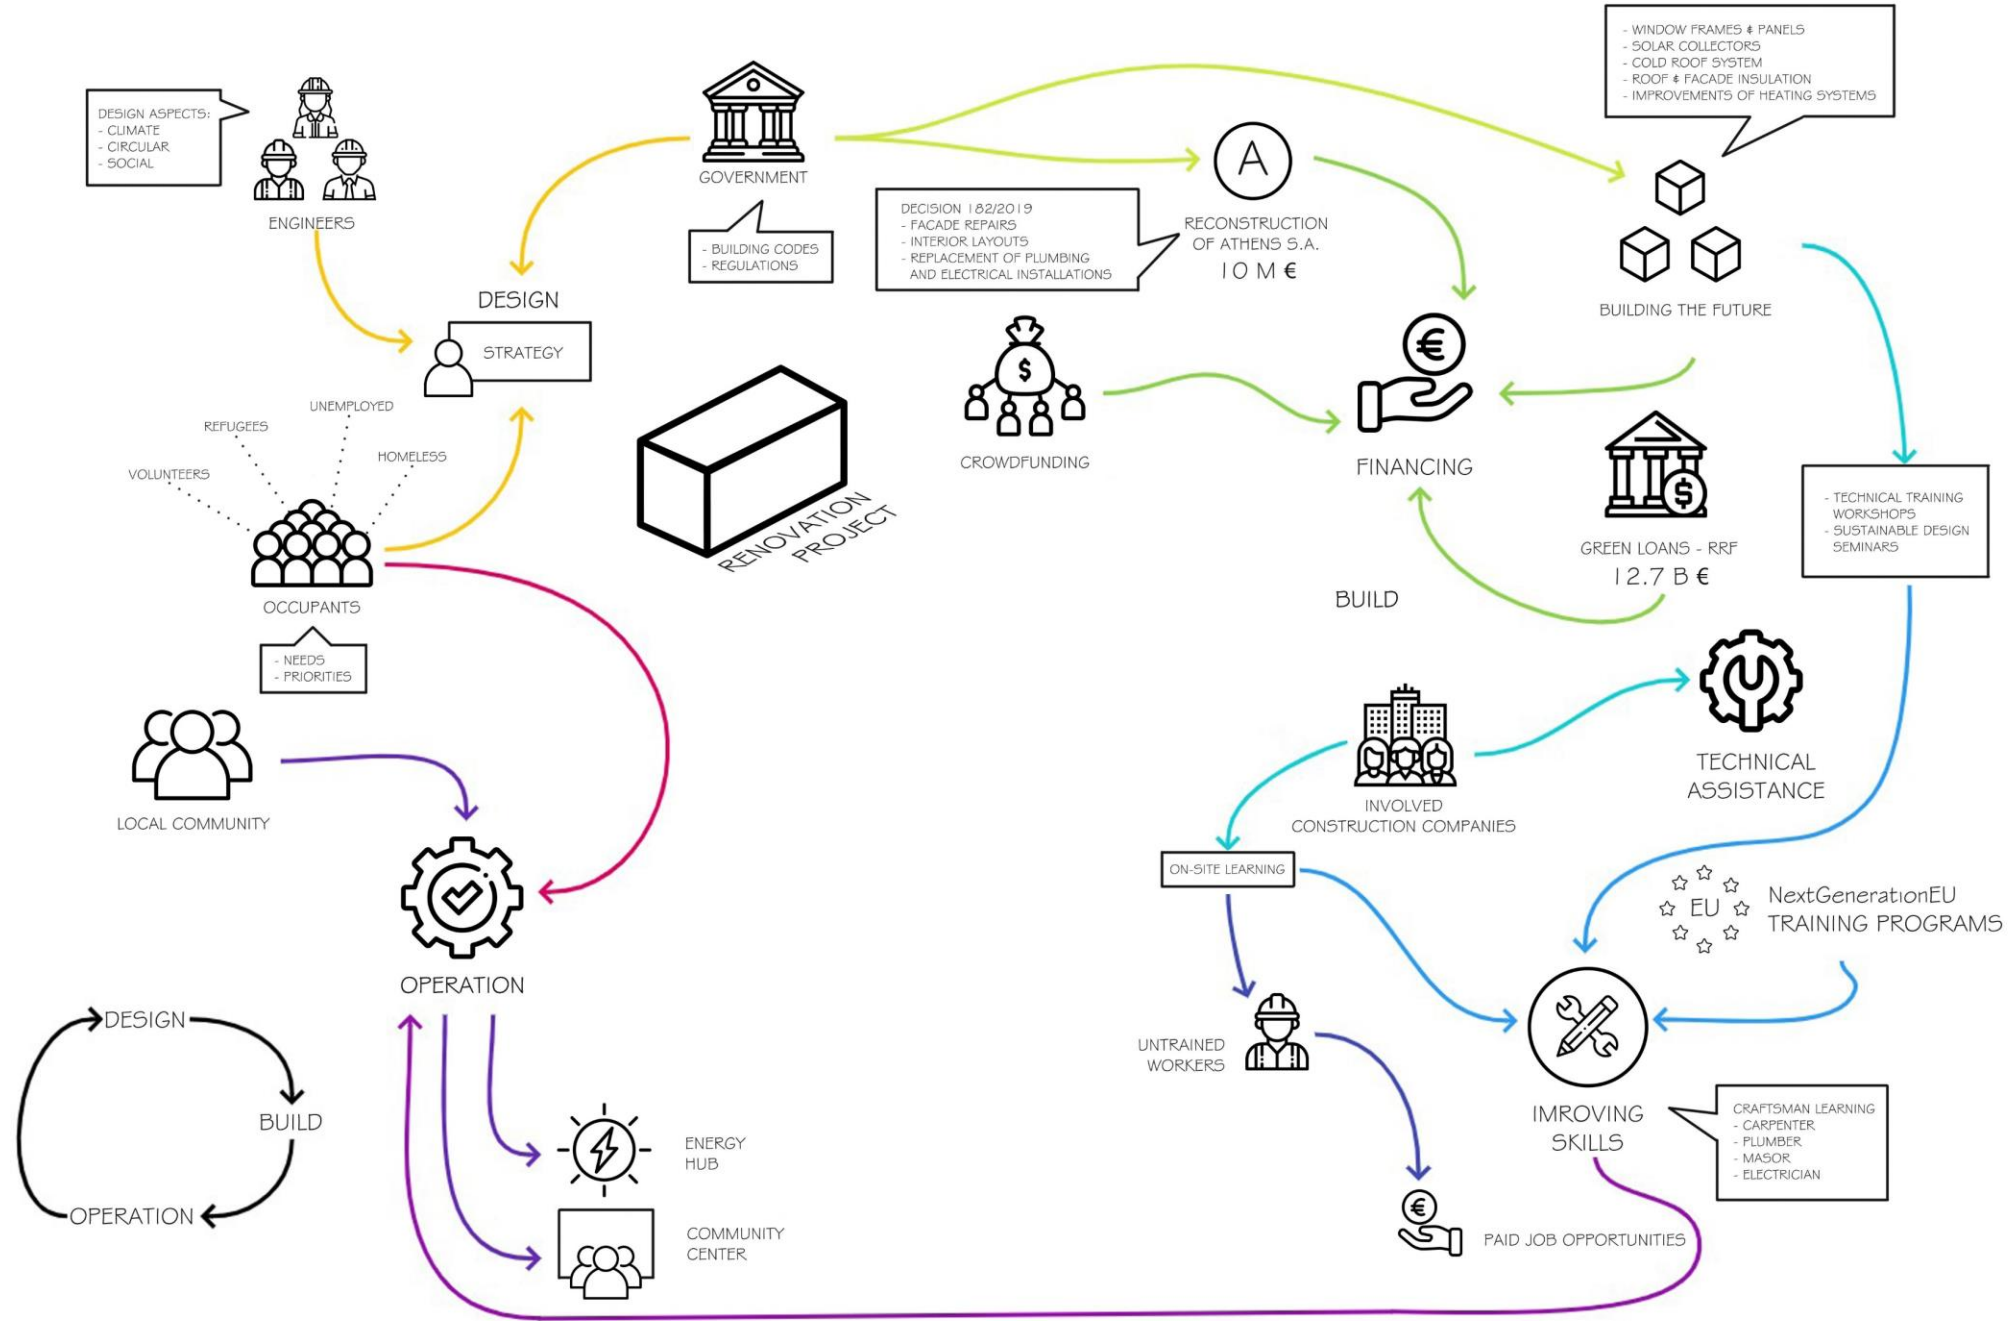 DESIGN ASPECTS:
- CLIMATE
- CIRCULAR
- SOCIAL
ENGINEERS
GOVERNMENT
- BUILDING CODES
- REGULATIONS
DECISION 182/2019
- FACADE REPAIRS
- INTERIOR LAYOUTS
- REPLACEMENT OF PLUMBING
AND ELECTRICAL INSTALLATIONS
A
RECONSTRUCTION
OF ATHENS S.A.
10 M €
- WINDOW FRAMES & PANELS
- SOLAR COLLECTORS
- COLD ROOF SYSTEM
- ROOF & FACADE INSULATION
- IMPROVEMENTS OF HEATING SYSTEMS
BUILDING THE FUTURE
DESIGN
STRATEGY
UNEMPLOYED
REFUGEES
HOMELESS
VOLUNTEERS
OCCUPANTS
- NEEDS
- PRIORITIES
RENOVATION
PROJECT
$
CROWDFUNDING
€
FINANCING
$
GREEN LOANS - RRF
12.7 B €
- TECHNICAL TRAINING
WORKSHOPS
- SUSTAINABLE DESIGN
SEMINARS
BUILD
LOCAL COMMUNITY
INVOLVED
CONSTRUCTION COMPANIES
TECHNICAL
ASSISTANCE
ON-SITE LEARNING
EU
NextGenerationEU
TRAINING PROGRAMS
OPERATION
UNTRAINED
WORKERS
IMROVING
SKILLS
CRAFTSMAN LEARNING
- CARPENTER
- PLUMBER
- MASOR
- ELECTRICIAN
€
PAID JOB OPPORTUNITIES
ENERGY
HUB
COMMUNITY
CENTER
DESIGN
BUILD
OPERATION